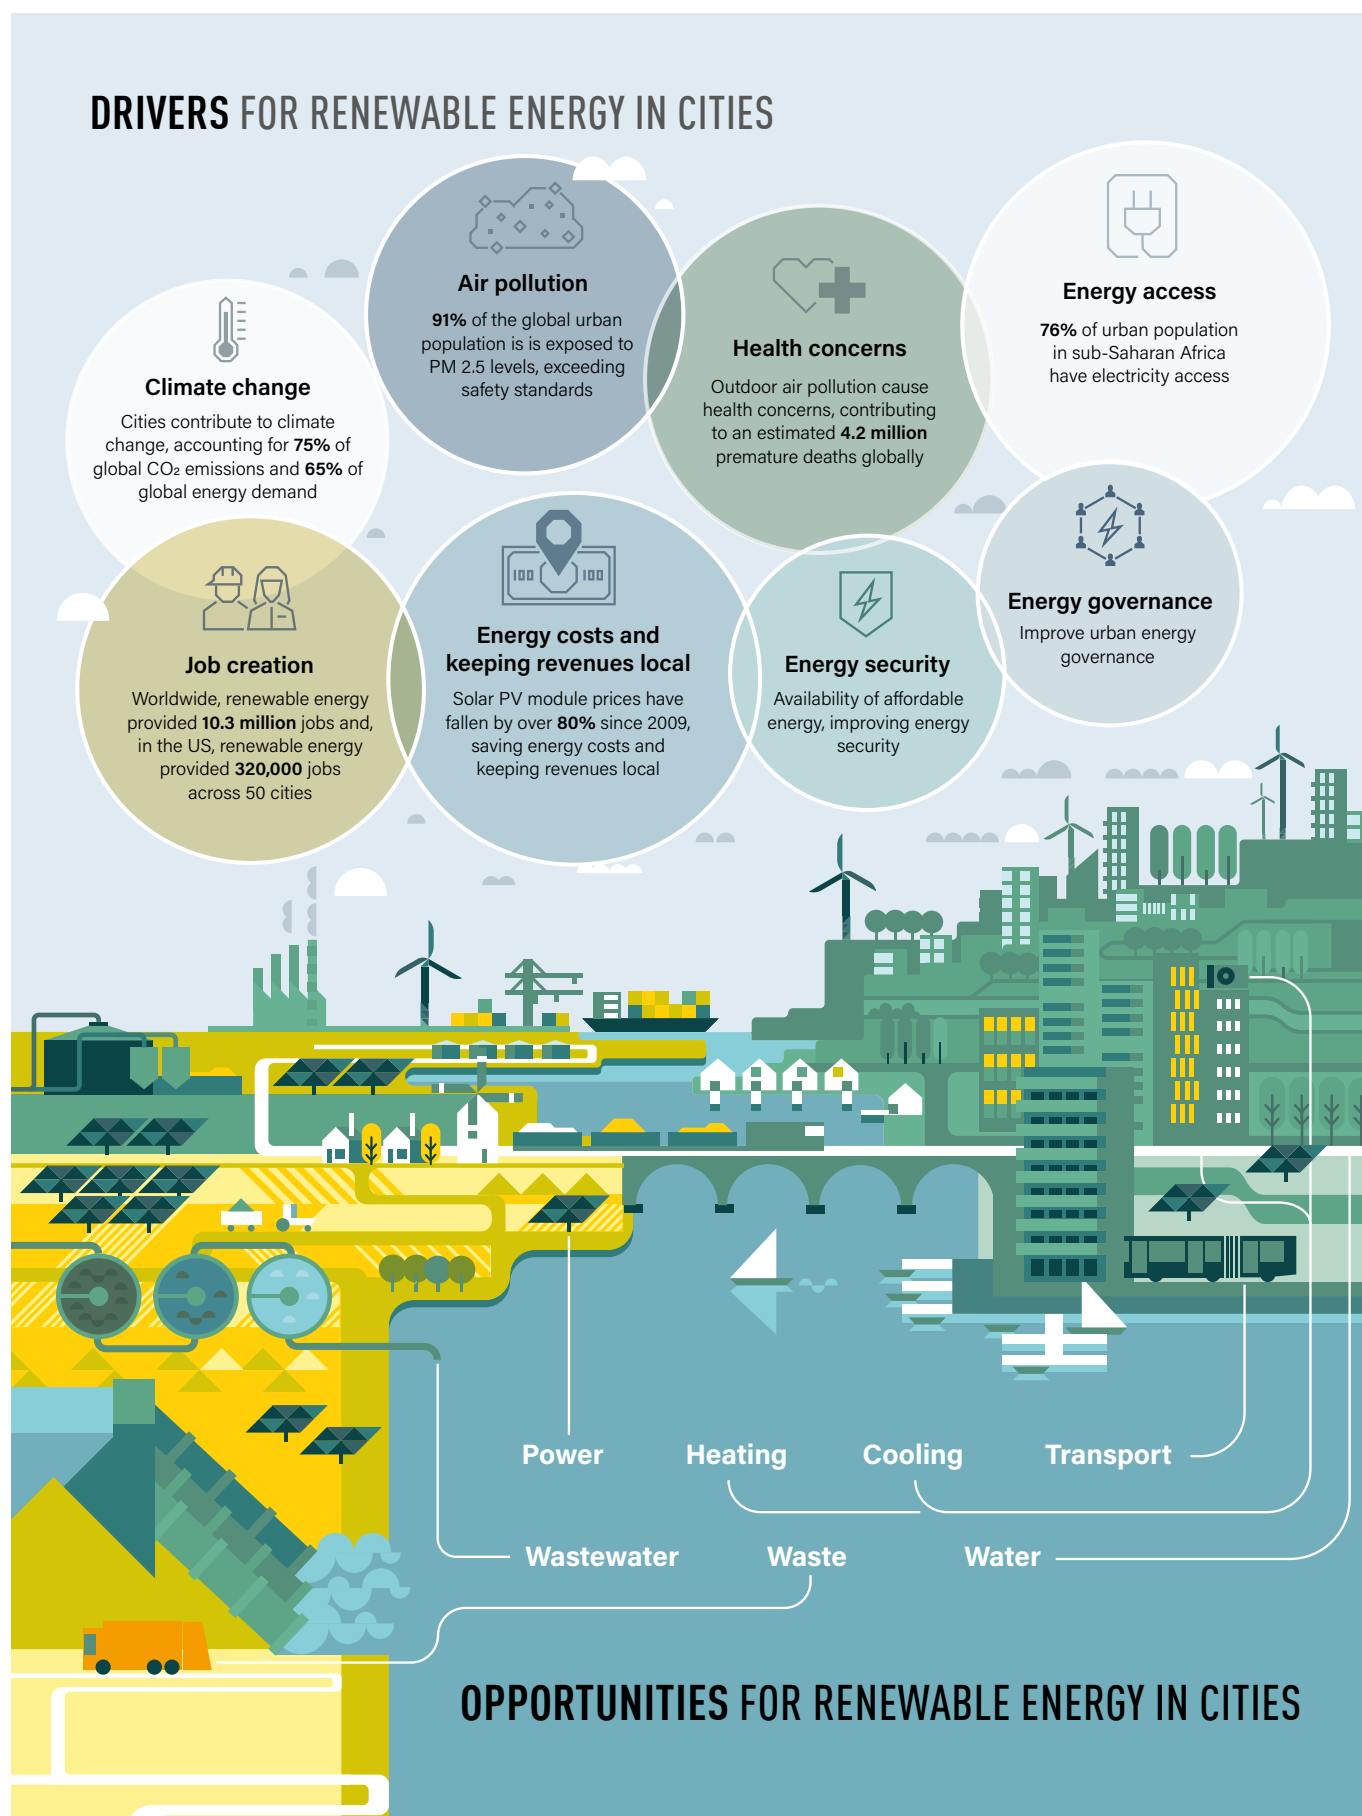 DRIVERS FOR RENEWABLE ENERGY IN CITIES
Air pollution
91% of the global urban
population is is exposed to
PM 2.5 levels, exceeding
safety standards
Energy access
76% of urban population
in sub-Saharan Africa
have electricity access
Health concerns
Outdoor air pollution cause
health concerns, contributing
to an estimated 4.2 million
premature deaths globally
Climate change
Cities contribute to climate
change, accounting for 75% of
global CO₂ emissions and 65% of
global energy demand
100 100
Energy governance
Improve urban energy
governance
Job creation
Worldwide, renewable energy
provided 10.3 million jobs and,
in the US, renewable energy
provided 320,000 jobs
across 50 cities
Energy costs and
keeping revenues local
Solar PV module prices have
fallen by over 80% since 2009,
saving energy costs and
keeping revenues local
Energy security
Availability of affordable
energy, improving energy
security
Power
Heating
Cooling
Transport
Wastewater
Waste
Water
OPPORTUNITIES FOR RENEWABLE ENERGY IN CITIES